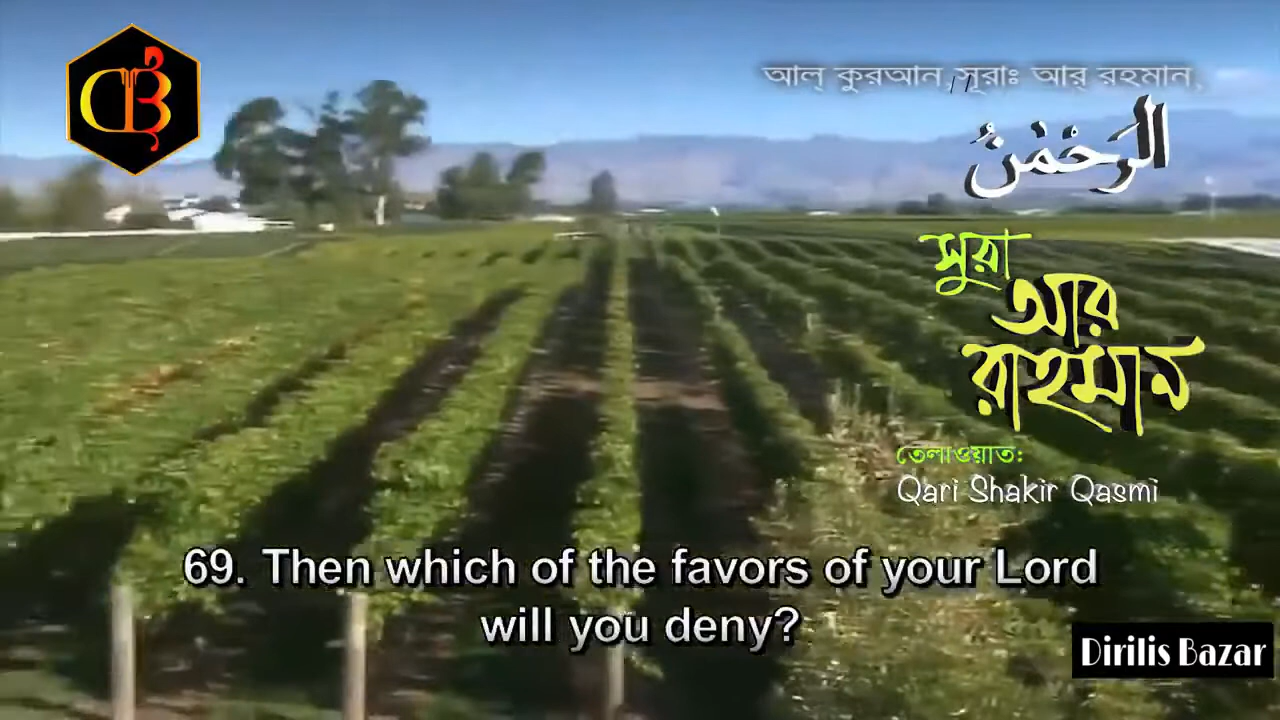 আল্ কুরআন, সূরাঃ আর্ রহমান,
الرَحْمٰنُ
সুরা
আর
রাহমান
তেলাওয়াত:
Qari Shakir Qasmi
69. Then which of the favors of your Lord
will you deny?
Dirilis Bazar